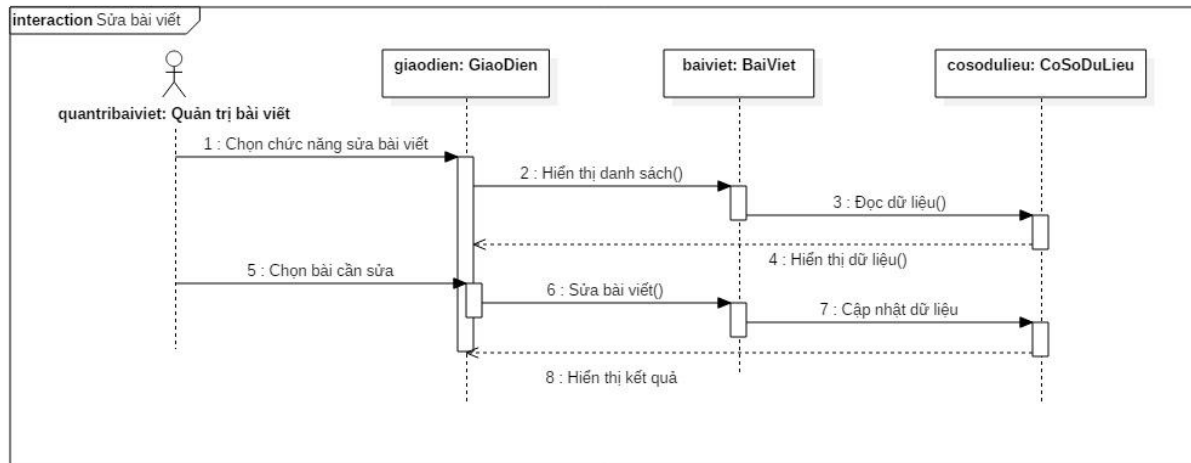 interaction Sửa bài viết
giaodien: GiaoDien
baiviet: BaiViet
cosodulieu: CoSoDuLieu
quantribaiviet: Quản trị bài viết
1 : Chọn chức năng sửa bài viết
2 : Hiển thị danh sách()
3 : Đọc dữ liệu()
4 : Hiển thị dữ liệu()
5 : Chọn bài cần sửa
6 : Sửa bài viết()
7 : Cập nhật dữ liệu
8 : Hiển thị kết quả